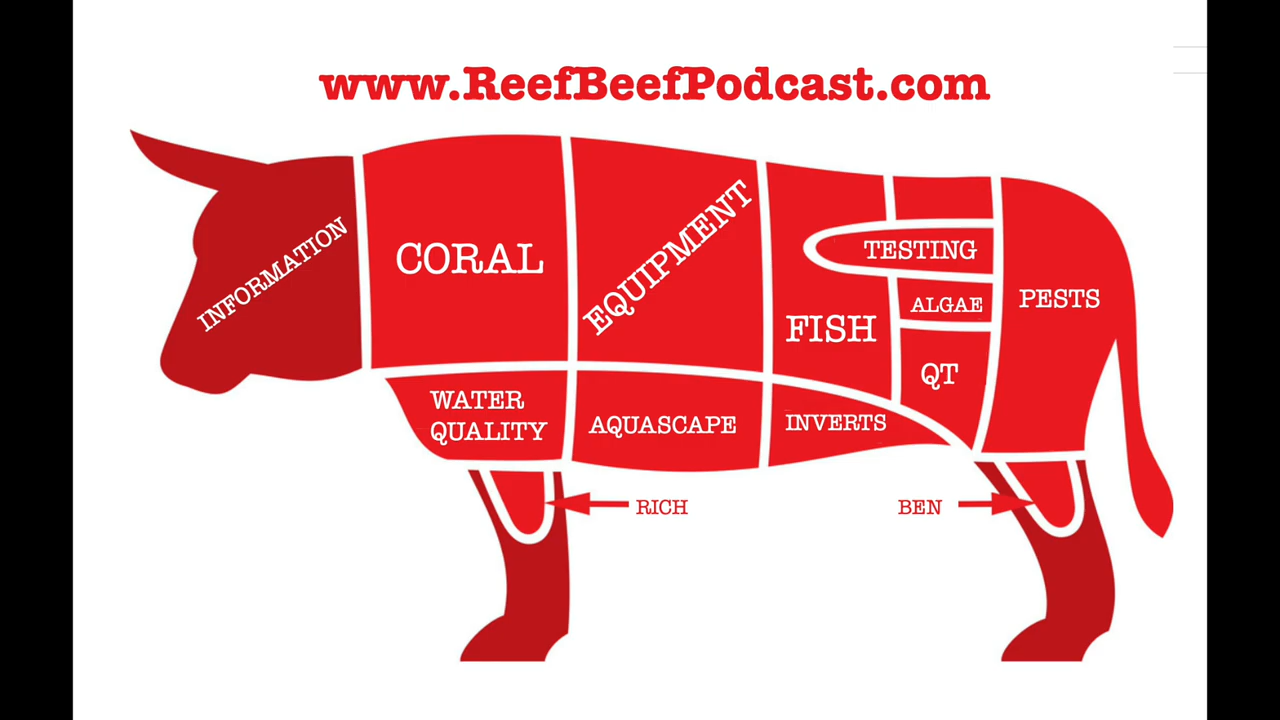 www.ReefBeefPodcast.com
INFORMATION
CORAL
EQUIPMENT
FISH
TESTING
ALGAE
QT
PESTS
WATER
QUALITY
AQUASCAPE
INVERTS
RICH
BEN